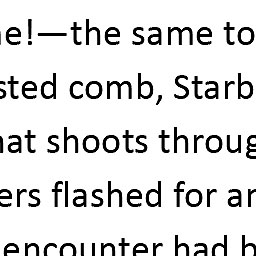 ne!—the same to
sted comb, Starb
hat shoots throug
ers flashed for an
encounter had b